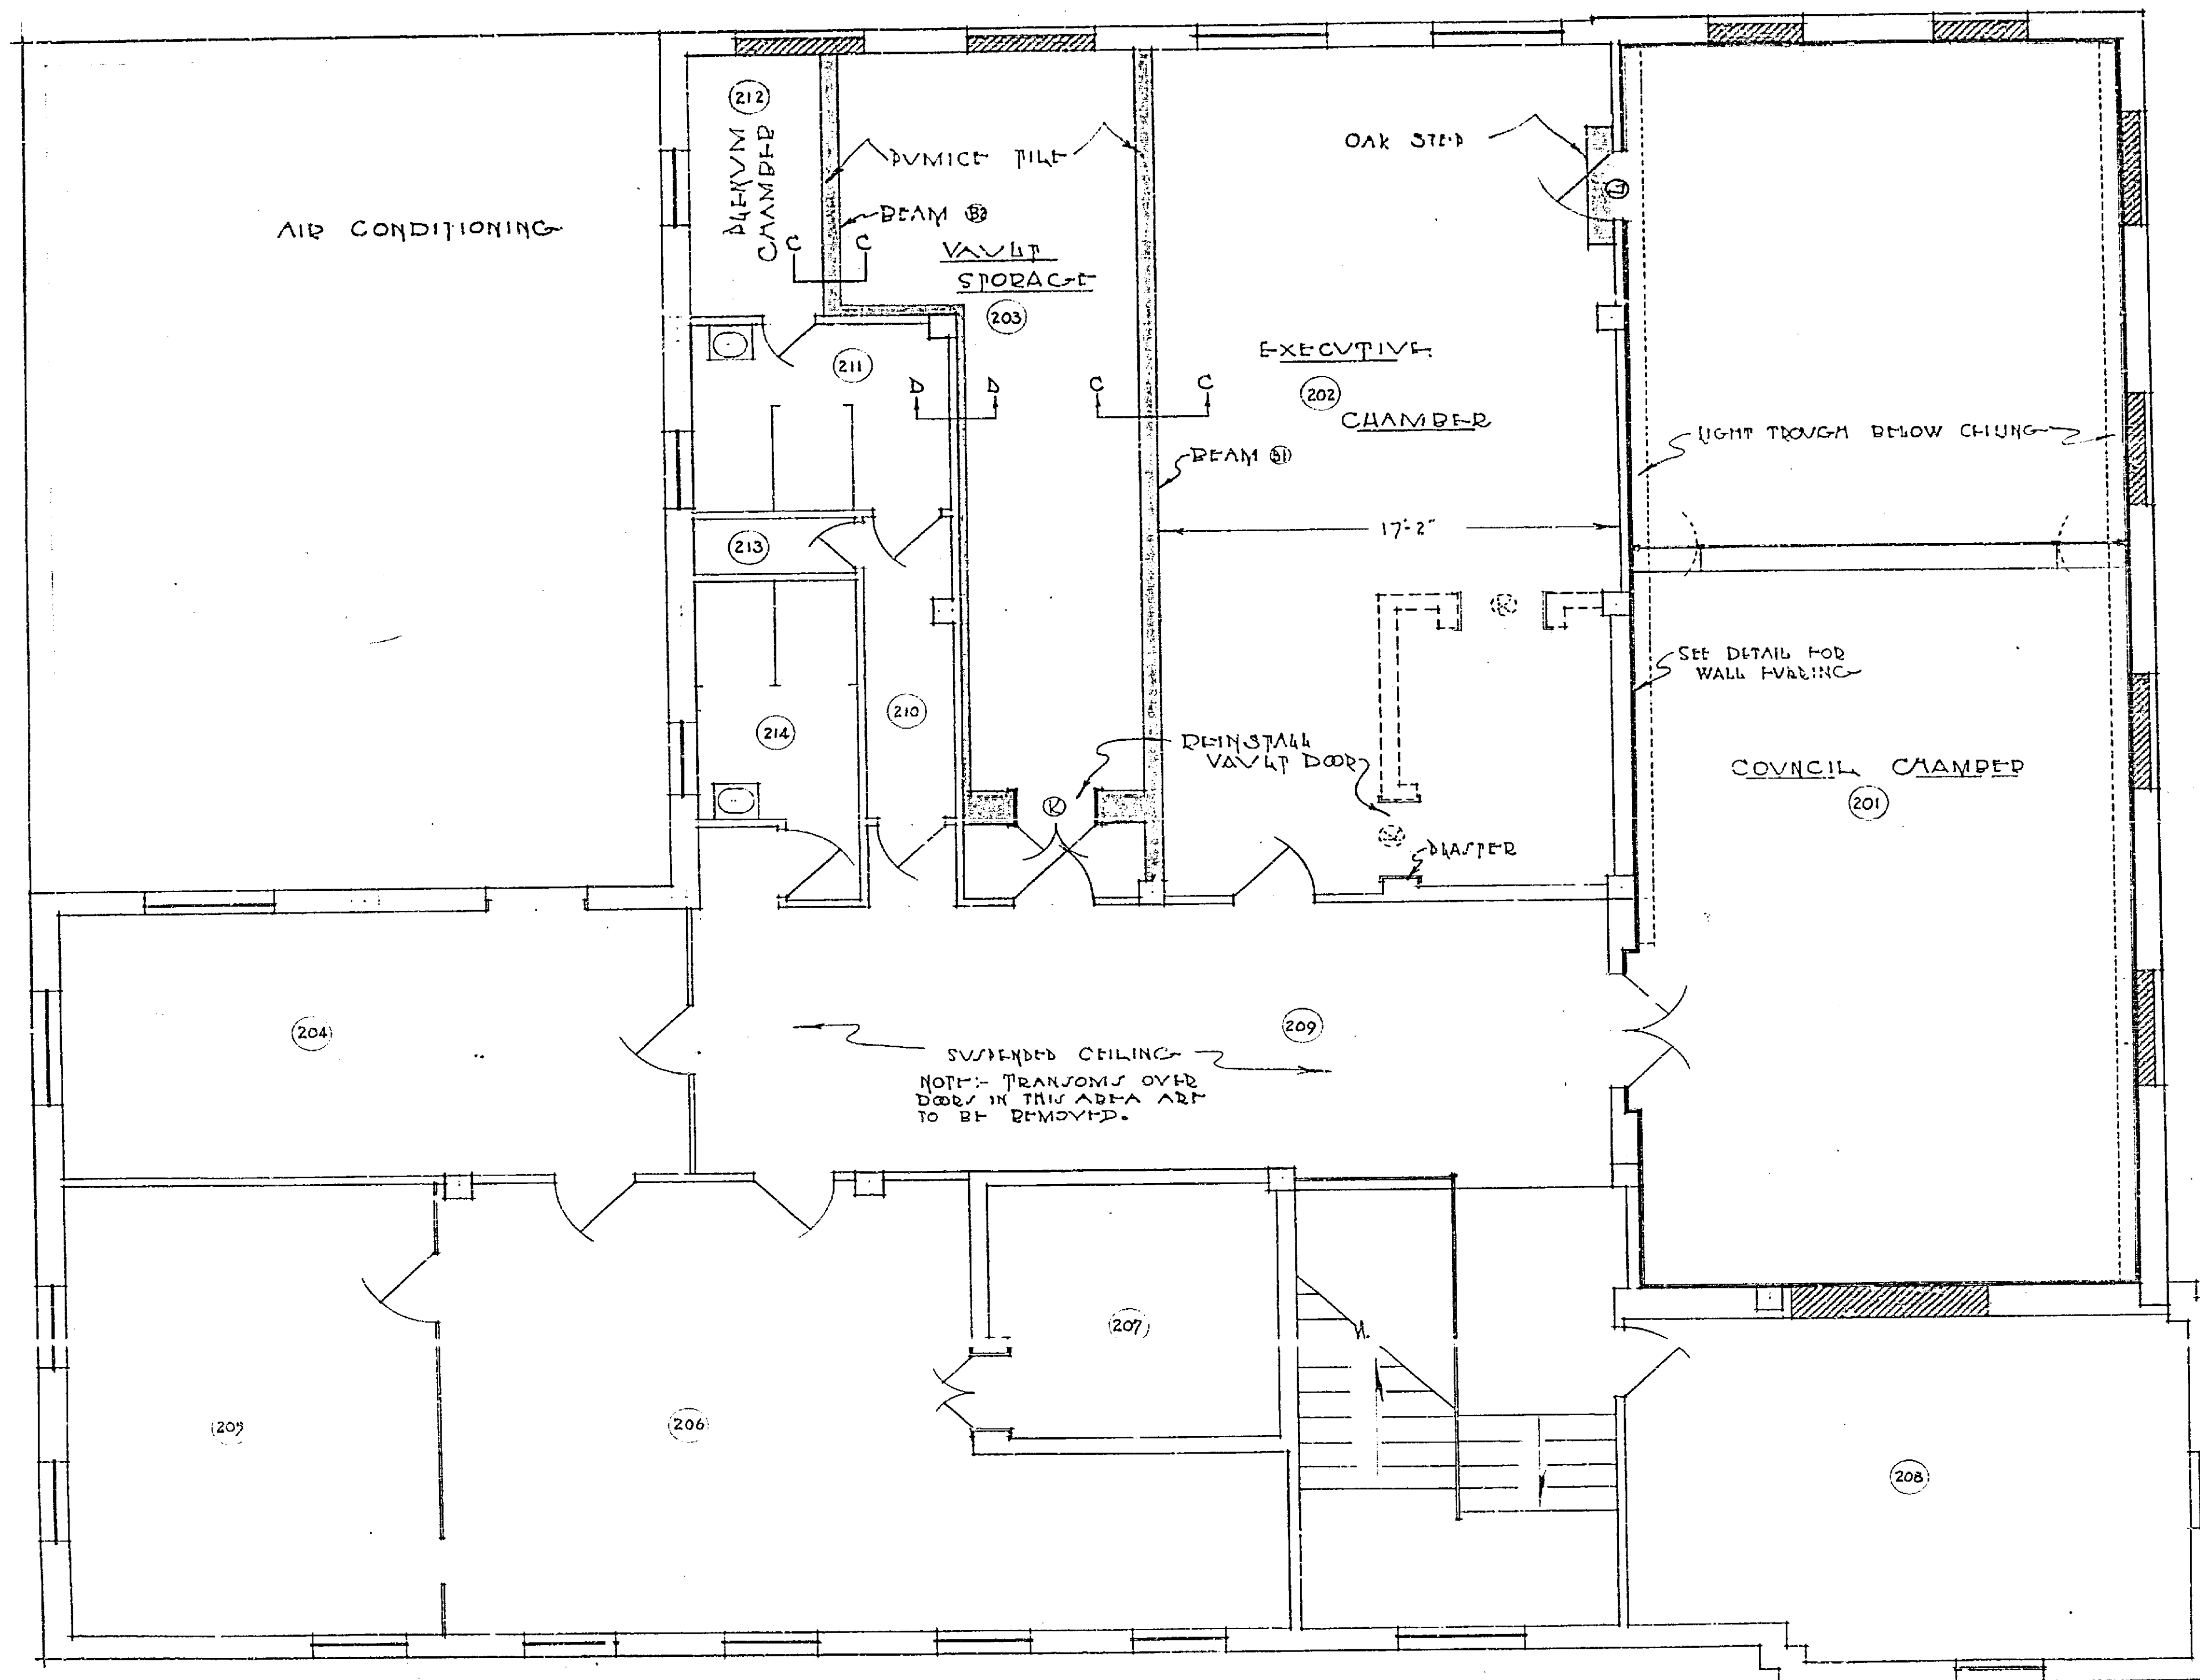 AIR CONDITIONING
212
PLENUM
CHAMBER
PUMICE TILE
BEAM B2
C C
VAULT
STORAGE
203
OAK STEP
L
EXECUTIVE
202
CHAMBER
211
D D
C C
BEAM B1
LIGHT TROUGH BELOW CEILING
17'-2"
213
K
SEE DETAIL FOR
WALL FURRING
210
214
REINSTALL
VAULT DOOR
COUNCIL CHAMBER
201
K
PLASTER
204
209
SUSPENDED CEILING
NOTE:- TRANSOMS OVER
DOORS IN THIS AREA ARE
TO BE REMOVED.
207
205
206
208